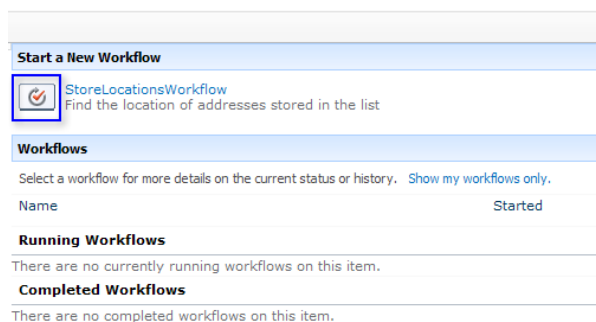 Start a New Workflow
StoreLocationsWorkflow
Find the location of addresses stored in the list
Workflows
Select a workflow for more details on the current status or history. Show my workflows only.
Name Started
Running Workflows
There are no currently running workflows on this item.
Completed Workflows
There are no completed workflows on this item.